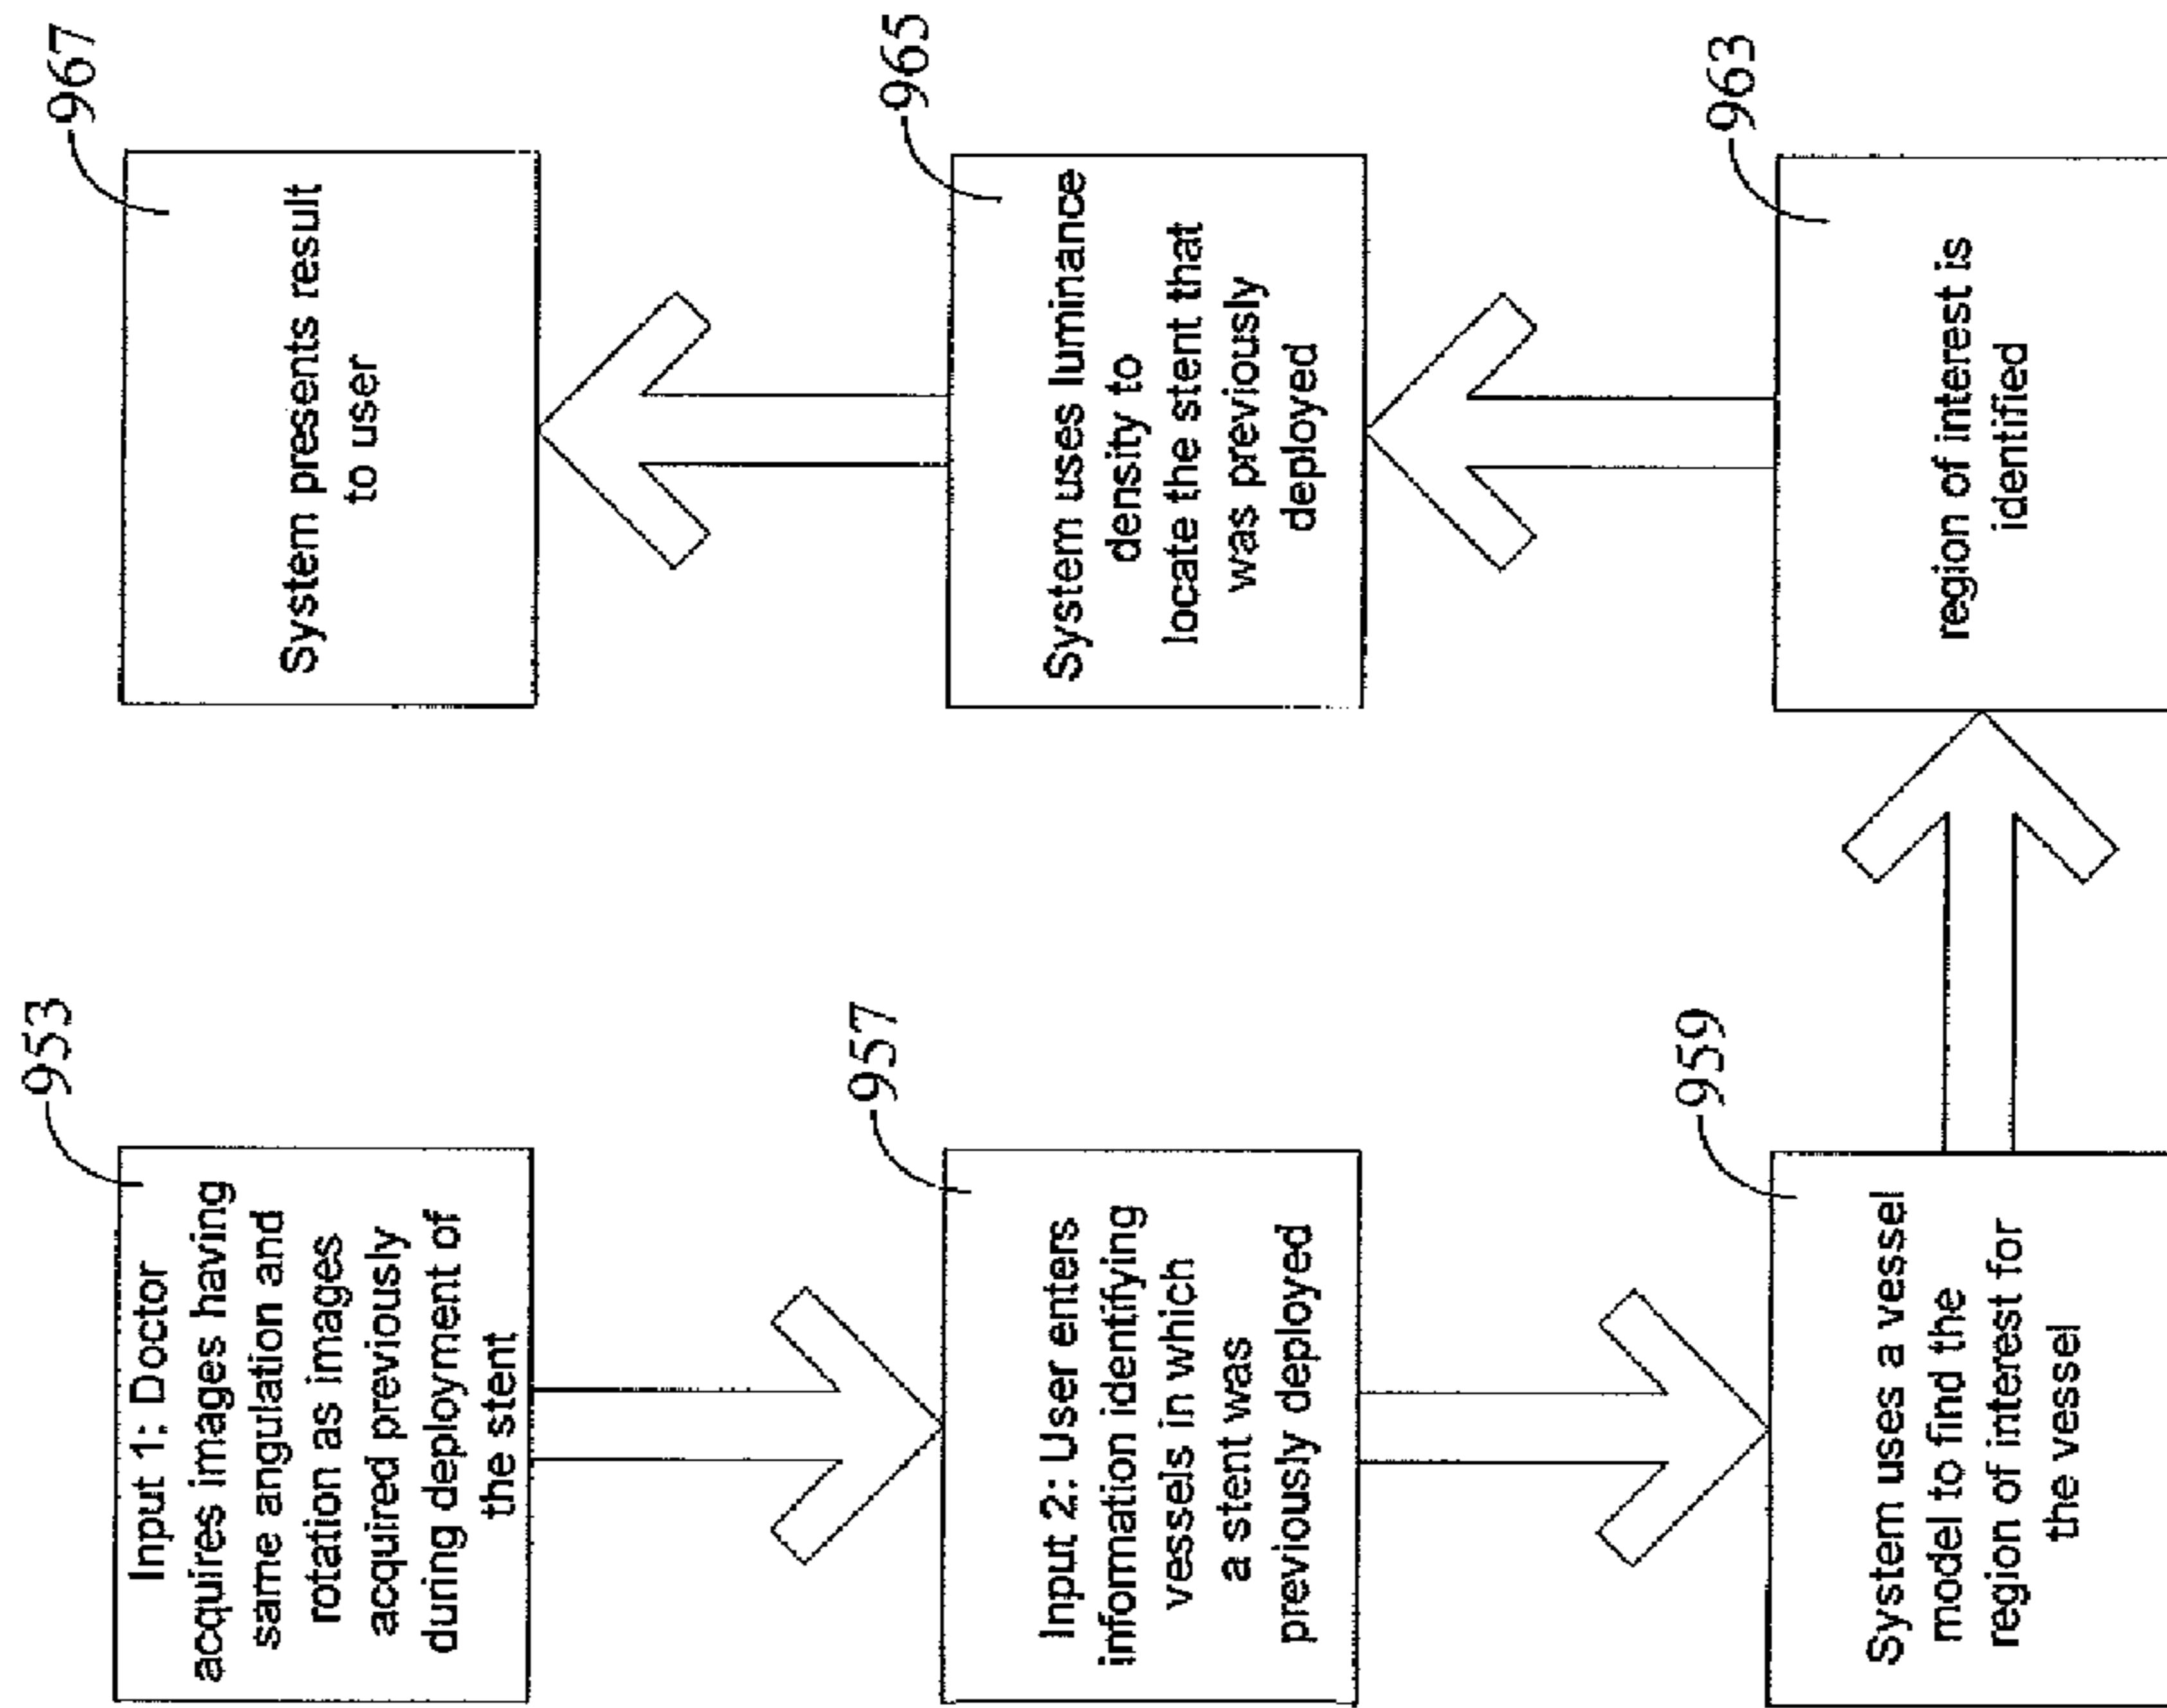 953
Input 1: Doctor
acquires images having
same angulation and
rotation as images
acquired previously
during deployment of
the stent
957
Input 2: User enters
information identifying
vessels in which
a stent was
previously deployed
959
System uses a vessel
model to find the
region of interest for
the vessel
963
region of interest is
identified
965
System uses luminance
density to
locate the stent that
was previously
deployed
967
System presents result
to user